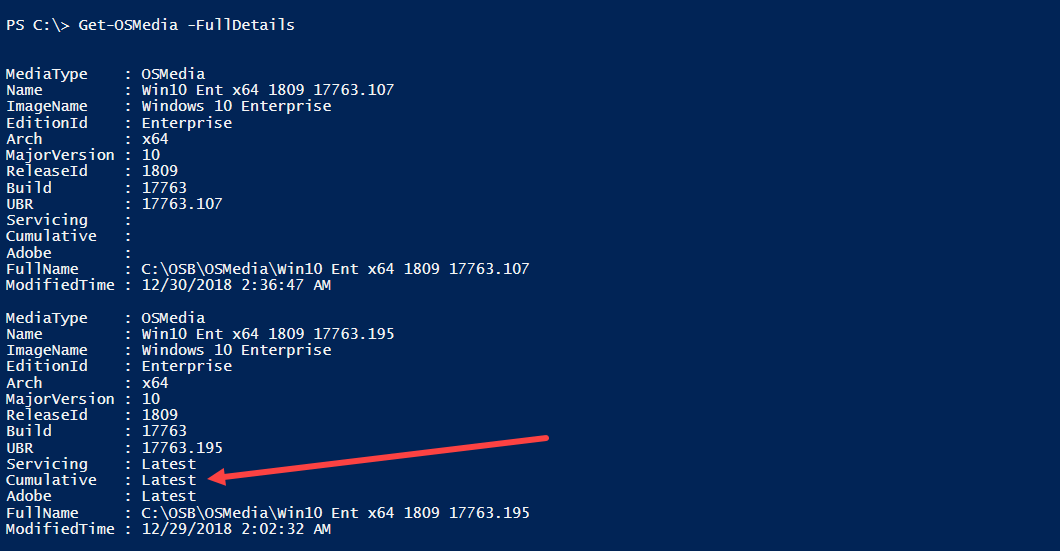 PS C:\> Get-OSMedia -FullDetails
MediaType : OSMedia
Name : Win10 Ent x64 1809 17763.107
ImageName : Windows 10 Enterprise
EditionId : Enterprise
Arch : x64
MajorVersion : 10
ReleaseId : 1809
Build : 17763
UBR : 17763.107
Servicing :
Cumulative :
Adobe :
FullName : C:\OSB\OSMedia\Win10 Ent x64 1809 17763.107
ModifiedTime : 12/30/2018 2:36:47 AM
MediaType : OSMedia
Name : Win10 Ent x64 1809 17763.195
ImageName : Windows 10 Enterprise
EditionId : Enterprise
Arch : x64
MajorVersion : 10
ReleaseId : 1809
Build : 17763
UBR : 17763.195
Servicing : Latest
Cumulative : Latest
Adobe : Latest
FullName : C:\OSB\OSMedia\Win10 Ent x64 1809 17763.195
ModifiedTime : 12/29/2018 2:02:32 AM